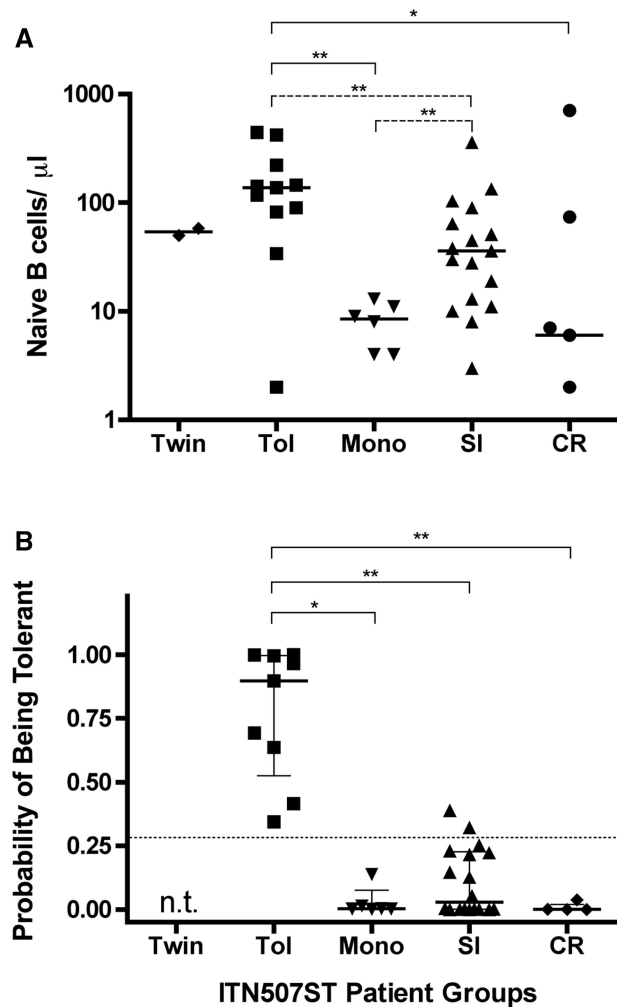 A
*
**
**
**
1000
100
10
1
Naive B cells/ µl
Twin Tol Mono SI CR
B
**
**
*
1.00
0.75
0.50
0.25
0.00
Probability of Being Tolerant
n.t.
Twin Tol Mono SI CR
ITN507ST Patient Groups